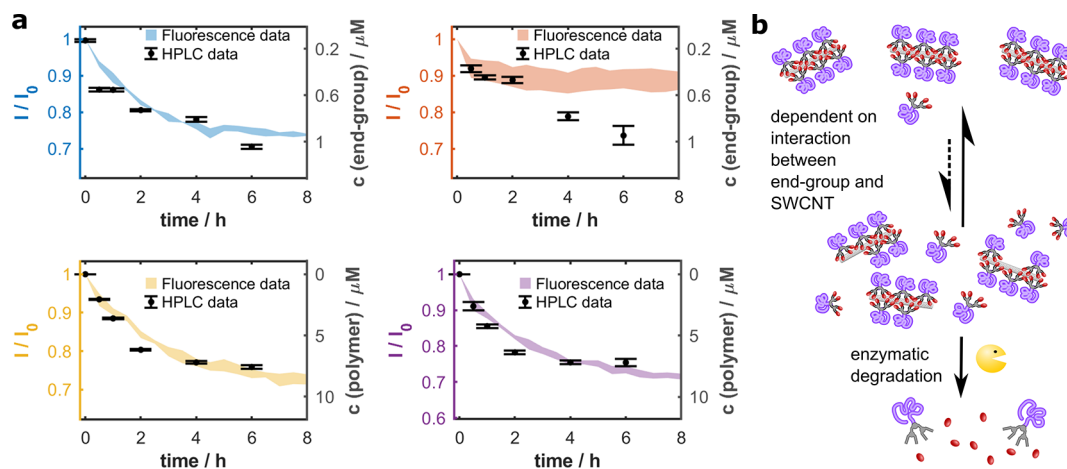 a
Fluorescence data
HPLC data
1
0.9
0.8
0.7
I / I0
0.2
0.6
1
c (end-group) / μM
0 2 4 6 8
time / h
Fluorescence data
HPLC data
1
0.9
0.8
0.7
I / I0
0.2
0.6
1
c (end-group) / μM
0 2 4 6 8
time / h
Fluorescence data
HPLC data
1
0.9
0.8
0.7
I / I0
0
5
10
c (polymer) / μM
0 2 4 6 8
time / h
Fluorescence data
HPLC data
1
0.9
0.8
0.7
0.6
I / I0
0
5
10
c (polymer) / μM
0 2 4 6 8
time / h
b
dependent on
interaction
between
end-group and
SWCNT
enzymatic
degradation